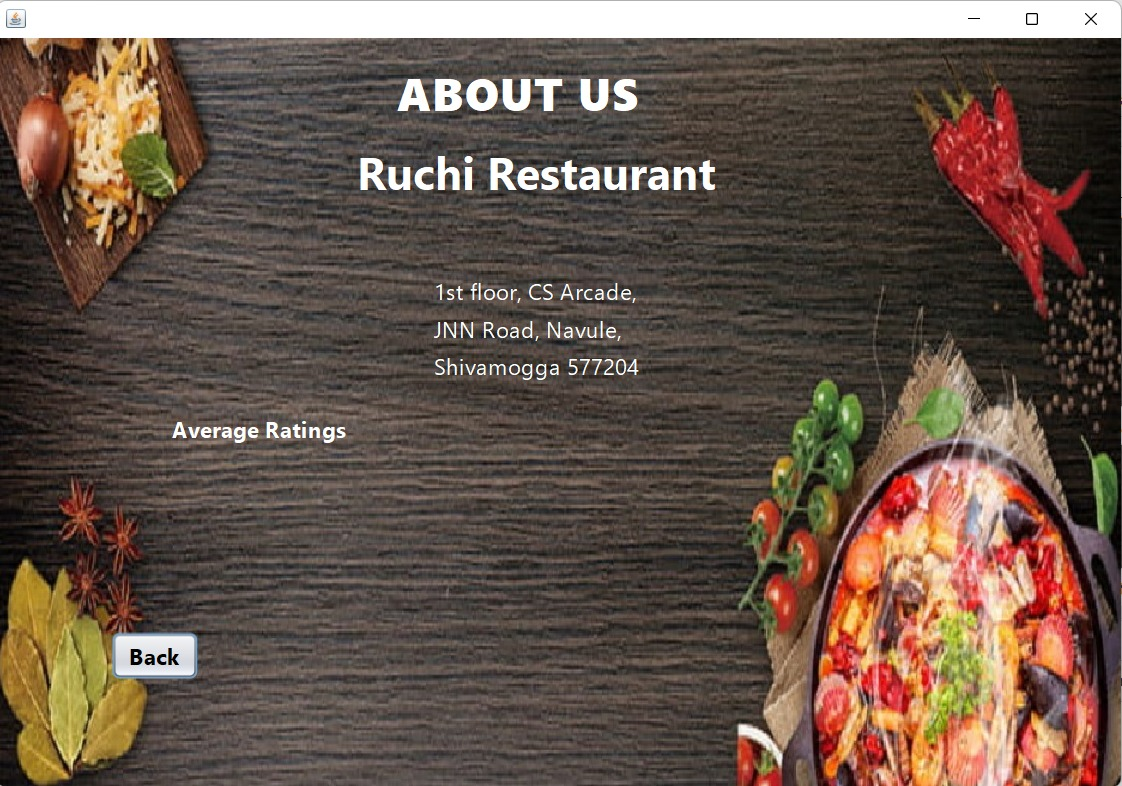 ABOUT US
Ruchi Restaurant
1st floor, CS Arcade,
JNN Road, Navule,
Shivamogga 577204
Average Ratings
Back